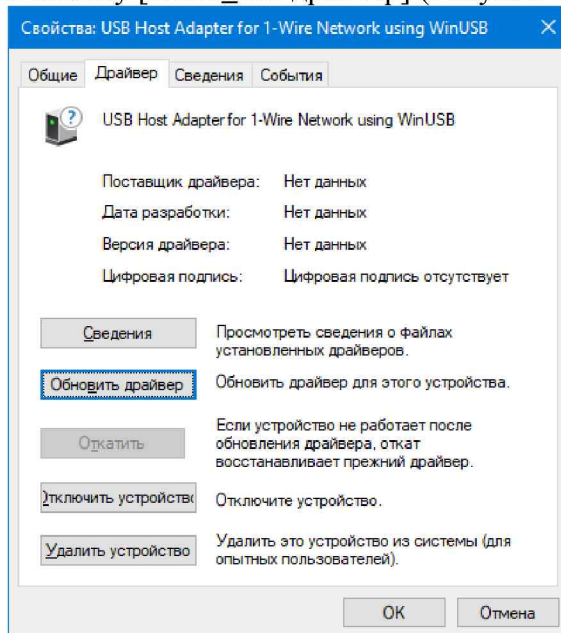 Свойства: USB Host Adapter for 1-Wire Network using WinUSB
Общие Драйвер Сведения События
USB Host Adapter for 1-Wire Network using WinUSB
Поставщик драйвера: Нет данных
Дата разработки: Нет данных
Версия драйвера: Нет данных
Цифровая подпись: Цифровая подпись отсутствует
Сведения Просмотреть сведения о файлах
установленных драйверов.
Обновить драйвер Обновить драйвер для этого устройства.
Откатить Если устройство не работает после
обновления драйвера, откат
восстанавливает прежний драйвер.
Отключить устройство Отключите устройство.
Удалить устройство Удалить это устройство из системы (для
опытных пользователей).
OK Отмена